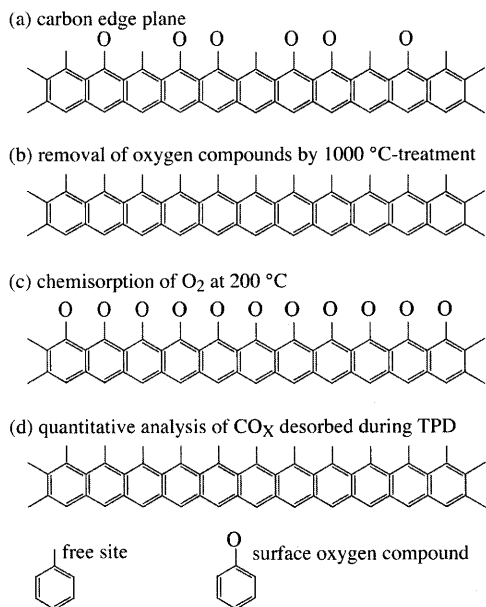 (a) carbon edge plane
O O O O O O
(b) removal of oxygen compounds by 1000 °C-treatment
(c) chemisorption of O₂ at 200 °C
O O O O O O O O O O O
(d) quantitative analysis of CO_X desorbed during TPD
free site
O
surface oxygen compound